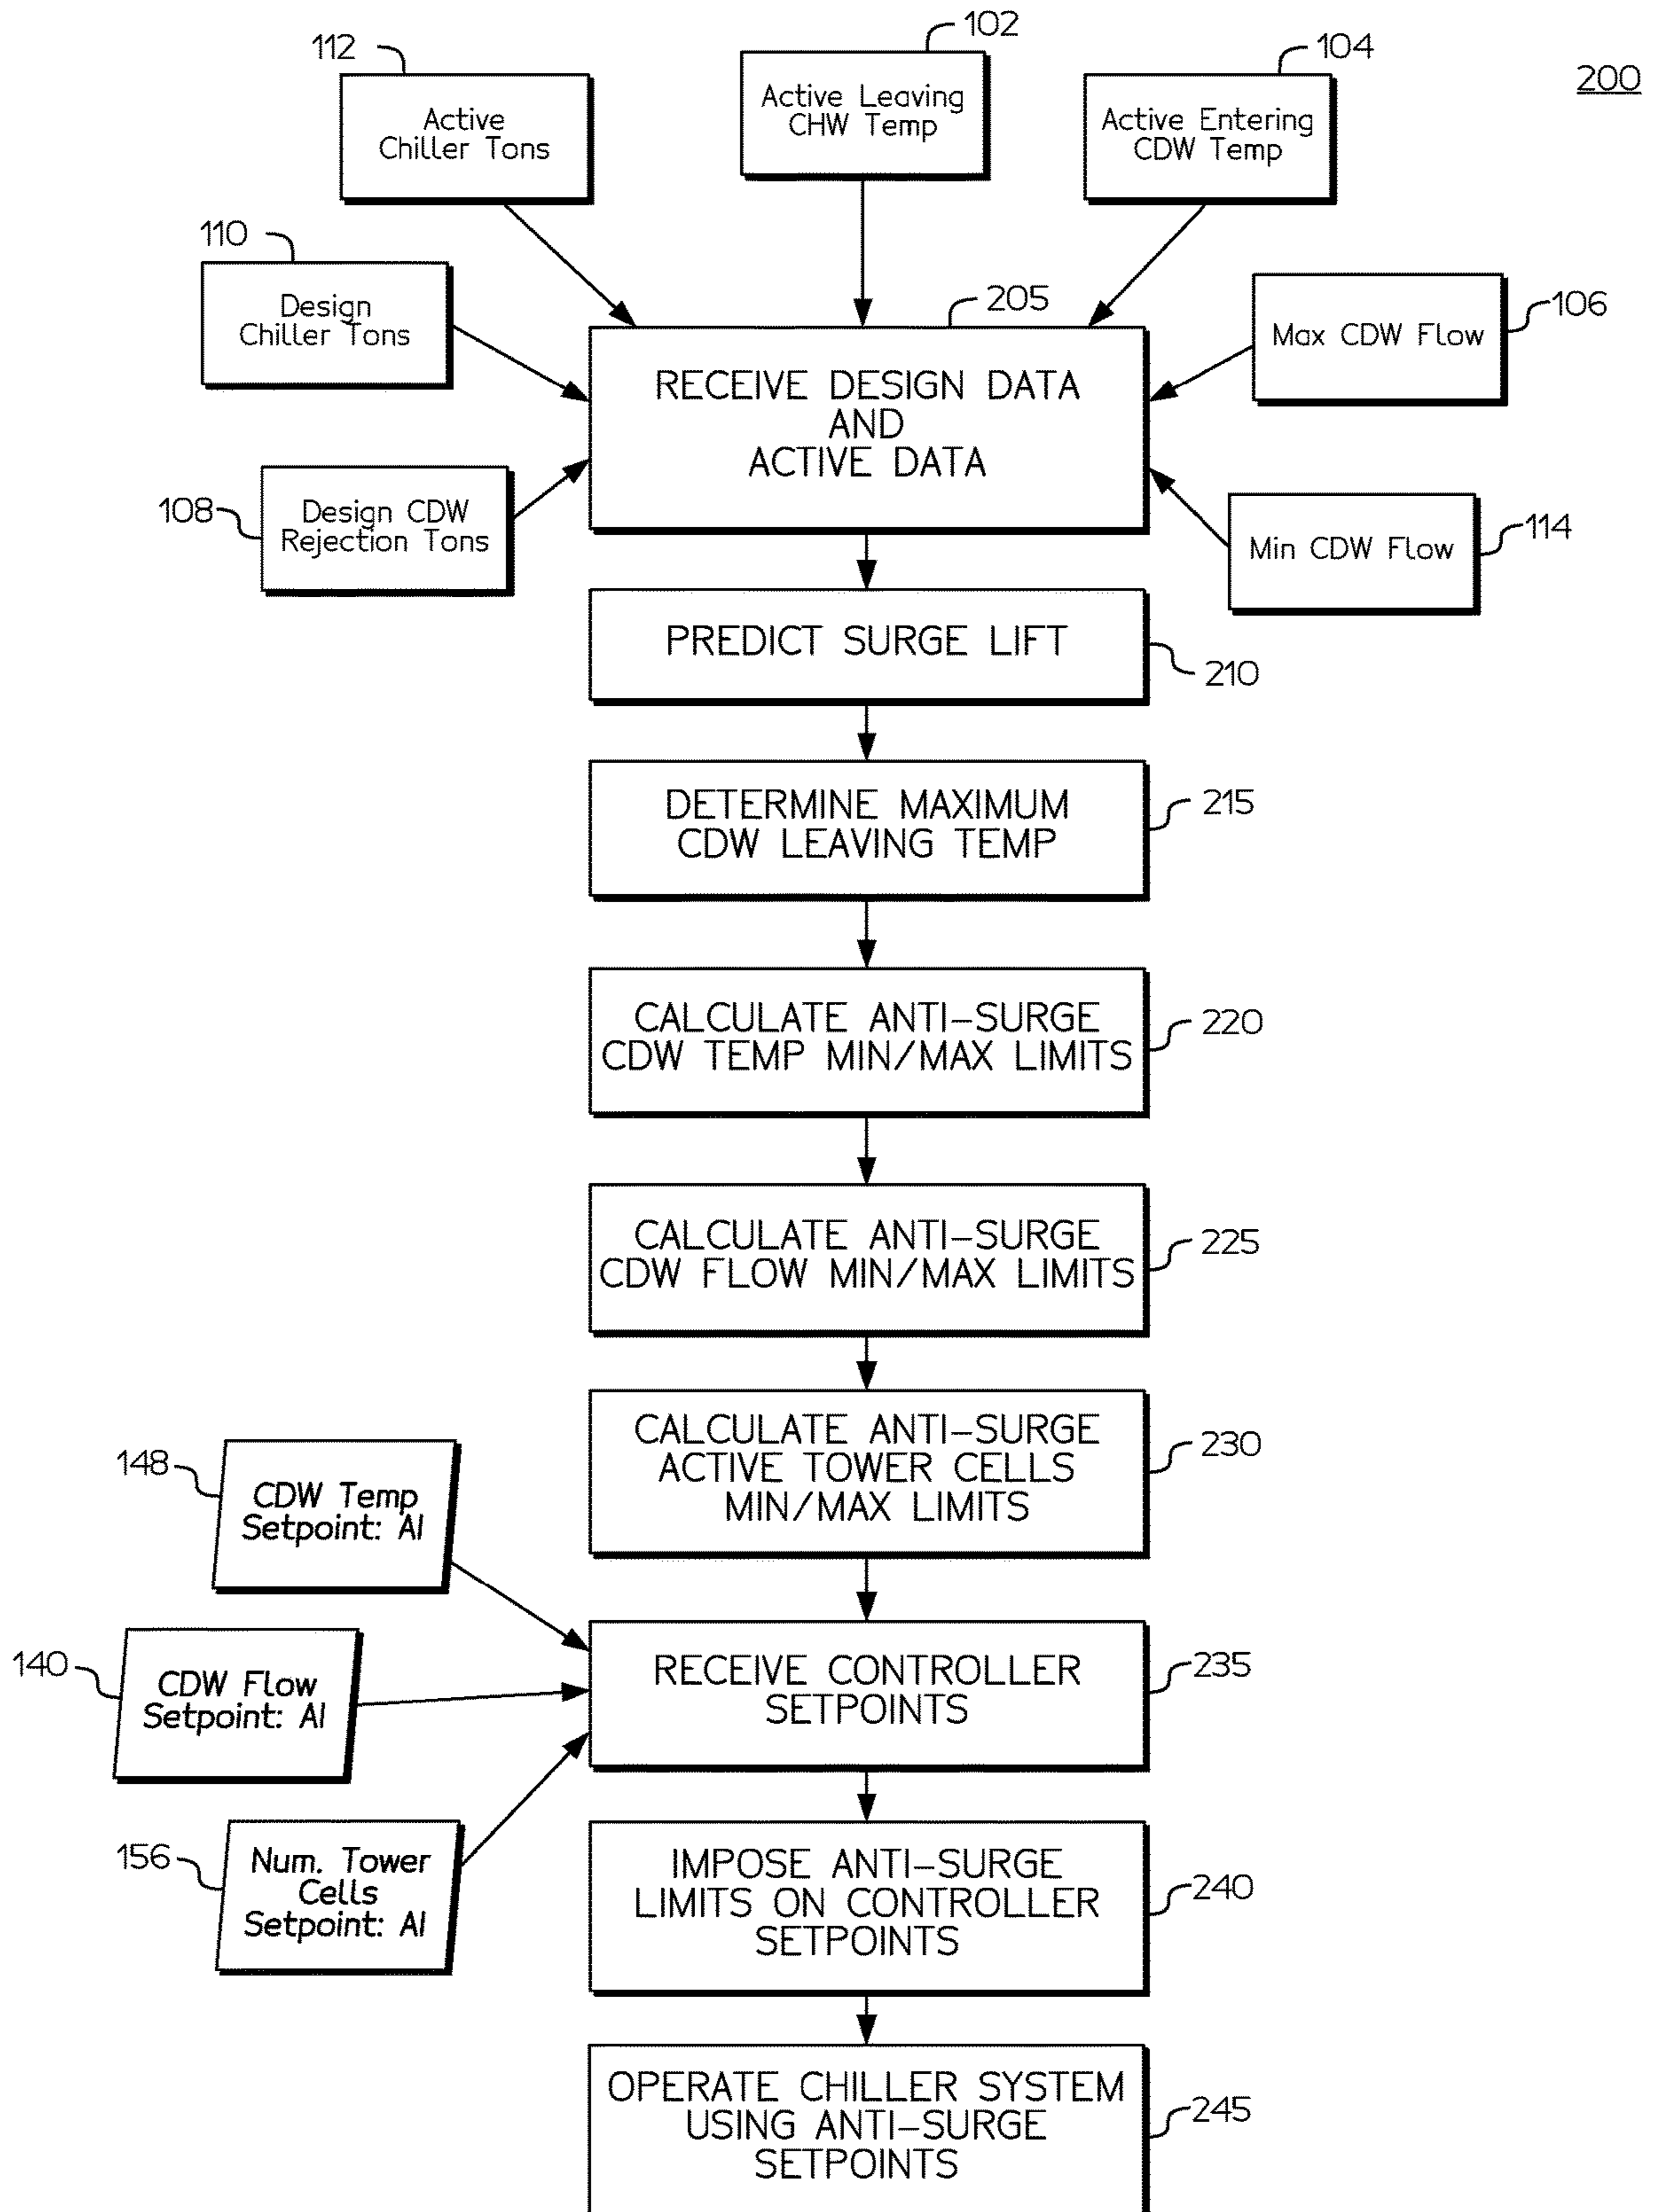 102
112
104
200
Active Leaving
CHW Temp
Active
Chiller Tons
Active Entering
CDW Temp
110
205
106
Design
Chiller Tons
Max CDW Flow
RECEIVE DESIGN DATA
AND
ACTIVE DATA
108
Design CDW
Rejection Tons
114
Min CDW Flow
PREDICT SURGE LIFT
210
DETERMINE MAXIMUM
CDW LEAVING TEMP
215
CALCULATE ANTI-SURGE
CDW TEMP MIN/MAX LIMITS
220
CALCULATE ANTI-SURGE
CDW FLOW MIN/MAX LIMITS
225
CALCULATE ANTI-SURGE
ACTIVE TOWER CELLS
MIN/MAX LIMITS
230
148
CDW Temp
Setpoint: AI
140
CDW Flow
Setpoint: AI
RECEIVE CONTROLLER
SETPOINTS
235
156
Num. Tower
Cells
Setpoint: AI
IMPOSE ANTI-SURGE
LIMITS ON CONTROLLER
SETPOINTS
240
OPERATE CHILLER SYSTEM
USING ANTI-SURGE
SETPOINTS
245